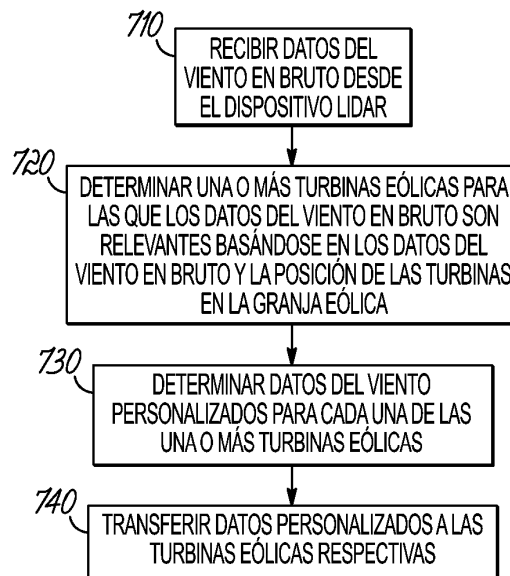 710
RECIBIR DATOS DEL
VIENTO EN BRUTO DESDE
EL DISPOSITIVO LIDAR
720
DETERMINAR UNA O MÁS TURBINAS EÓLICAS PARA
LAS QUE LOS DATOS DEL VIENTO EN BRUTO SON
RELEVANTES BASÁNDOSE EN LOS DATOS DEL
VIENTO EN BRUTO Y LA POSICIÓN DE LAS TURBINAS
EN LA GRANJA EÓLICA
730
DETERMINAR DATOS DEL VIENTO
PERSONALIZADOS PARA CADA UNA DE LAS
UNA O MÁS TURBINAS EÓLICAS
740
TRANSFERIR DATOS PERSONALIZADOS A LAS
TURBINAS EÓLICAS RESPECTIVAS